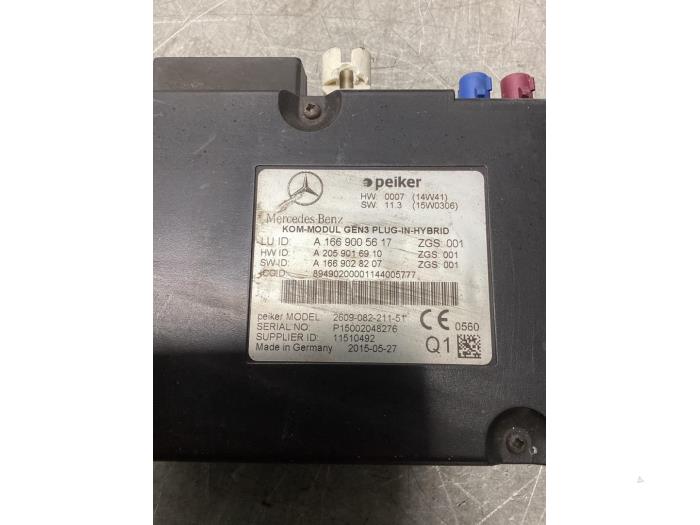 peiker
HW 0007 (14W41)
SW 11.3 (15W0306)
Mercedes-Benz
KOM-MODUL GEN3 PLUG-IN-HYBRID
LU ID: A 166 900 56 17 ZGS 001
HW ID: A 205 901 69 10 ZGS 001
SW-ID: A 166 902 82 07 ZGS 001
ICCID: 89490200001144005777
peiker MODEL: 2609-082-211-51
SERIAL NO: P15002048276
SUPPLIER ID: 11510492
Made in Germany 2015-05-27
CE 0560
Q1